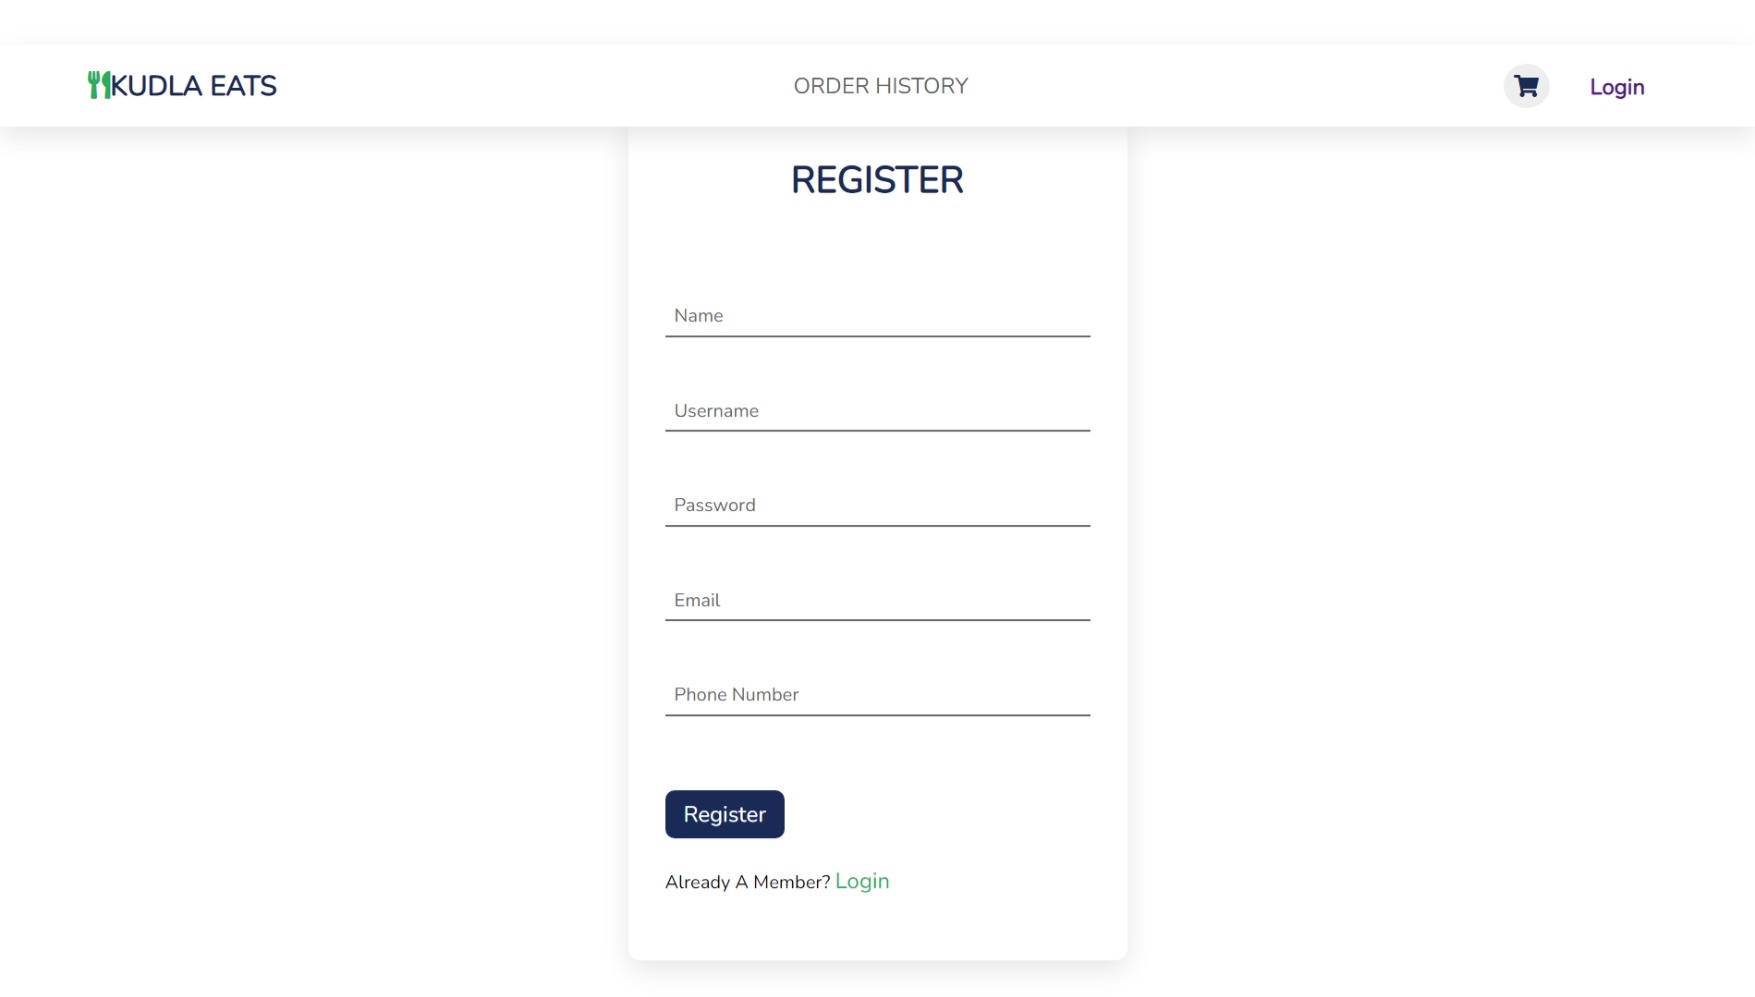 KUDLA EATS
ORDER HISTORY
Login
REGISTER
Name
Username
Password
Email
Phone Number
Register
Already A Member? Login